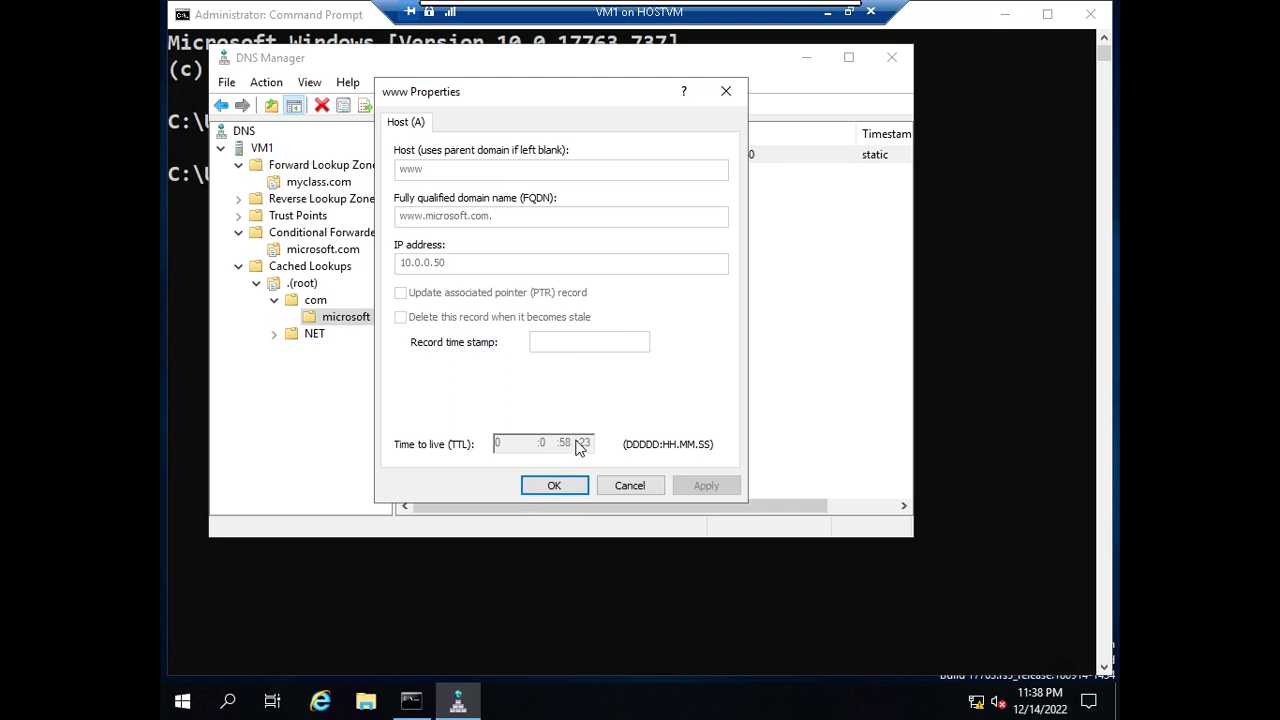 Administrator: Command Prompt
VM1 on HOSTVM
Microsoft Windows [Version 10.0.17763.737]
(c)
DNS Manager
File Action View Help
C:\
C:\
DNS
VM1
Forward Lookup Zone
myclass.com
Reverse Lookup Zone
Trust Points
Conditional Forwarde
microsoft.com
Cached Lookups
.(root)
com
microsoft
NET
www Properties
?
Host (A)
Host (uses parent domain if left blank):
www
Fully qualified domain name (FQDN):
www.microsoft.com.
IP address:
10.0.0.50
Update associated pointer (PTR) record
Delete this record when it becomes stale
Record time stamp:
Time to live (TTL): 0 :0 :58 :23 (DDDDD:HH.MM.SS)
OK Cancel Apply
Timestam
0 static
11:38 PM
12/14/2022